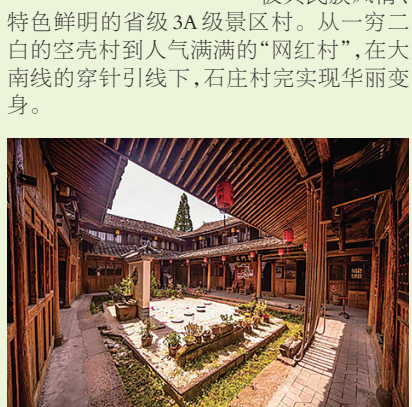 特色鲜明的省级3A级景区村。从一穷二
白的空壳村到人气满满的“网红村”,在大
南线的穿针引线下,石庄村完实现华丽变
身。